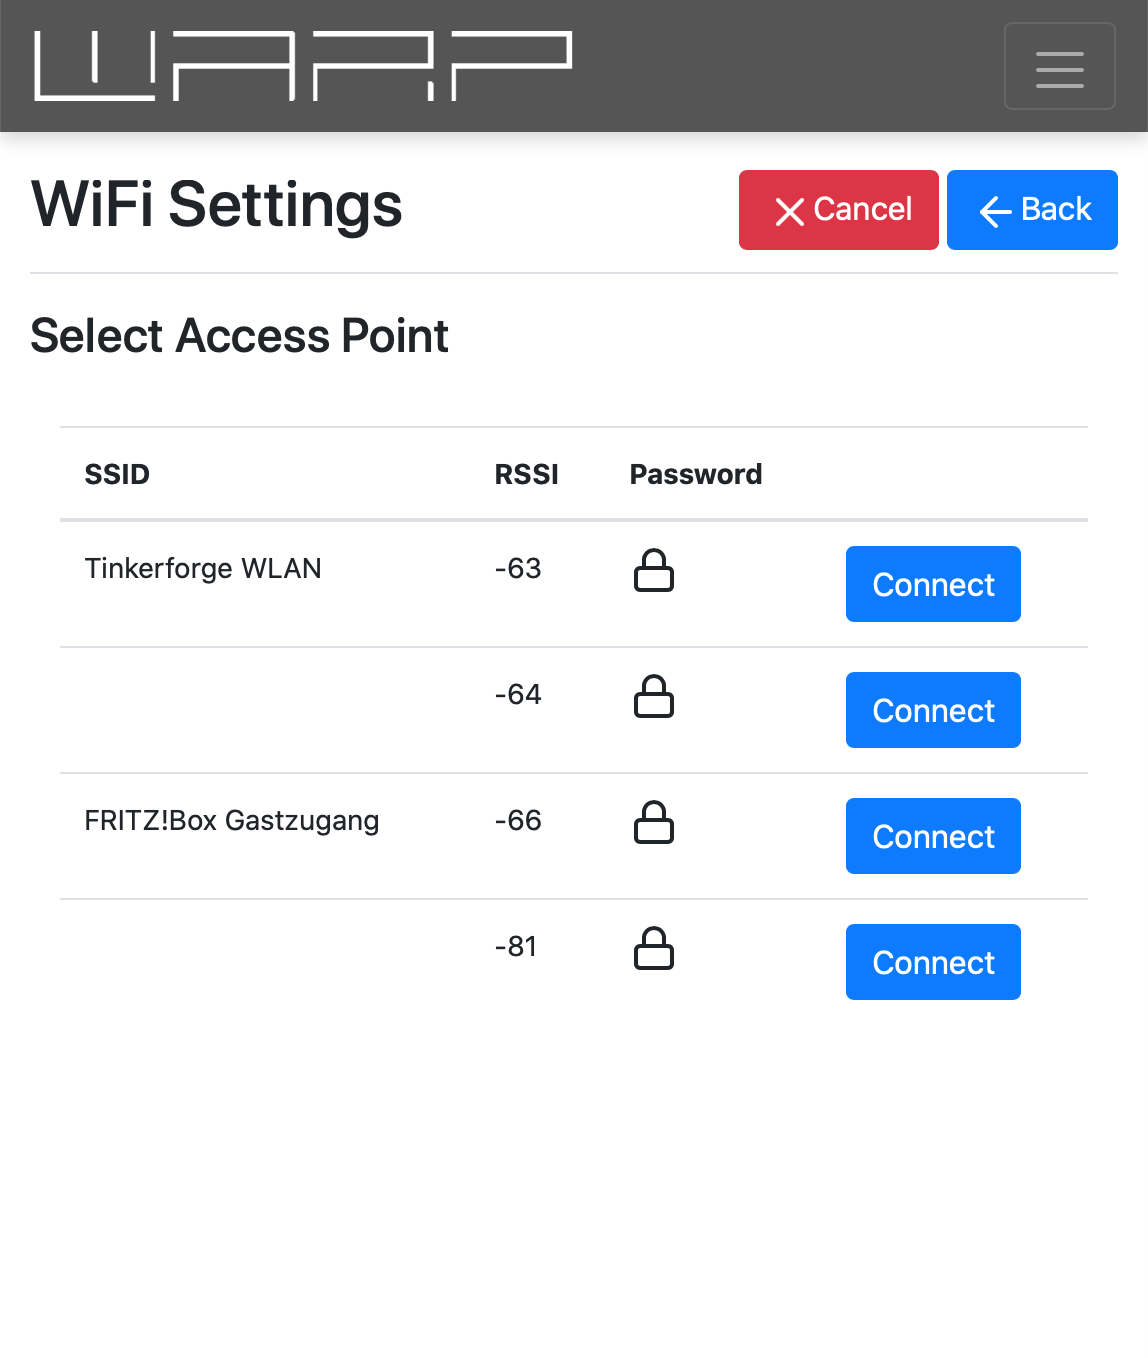 WARP
WiFi Settings
Cancel
Back
Select Access Point
SSID RSSI Password
Tinkerforge WLAN -63 Connect
-64 Connect
FRITZ!Box Gastzugang -66 Connect
-81 Connect